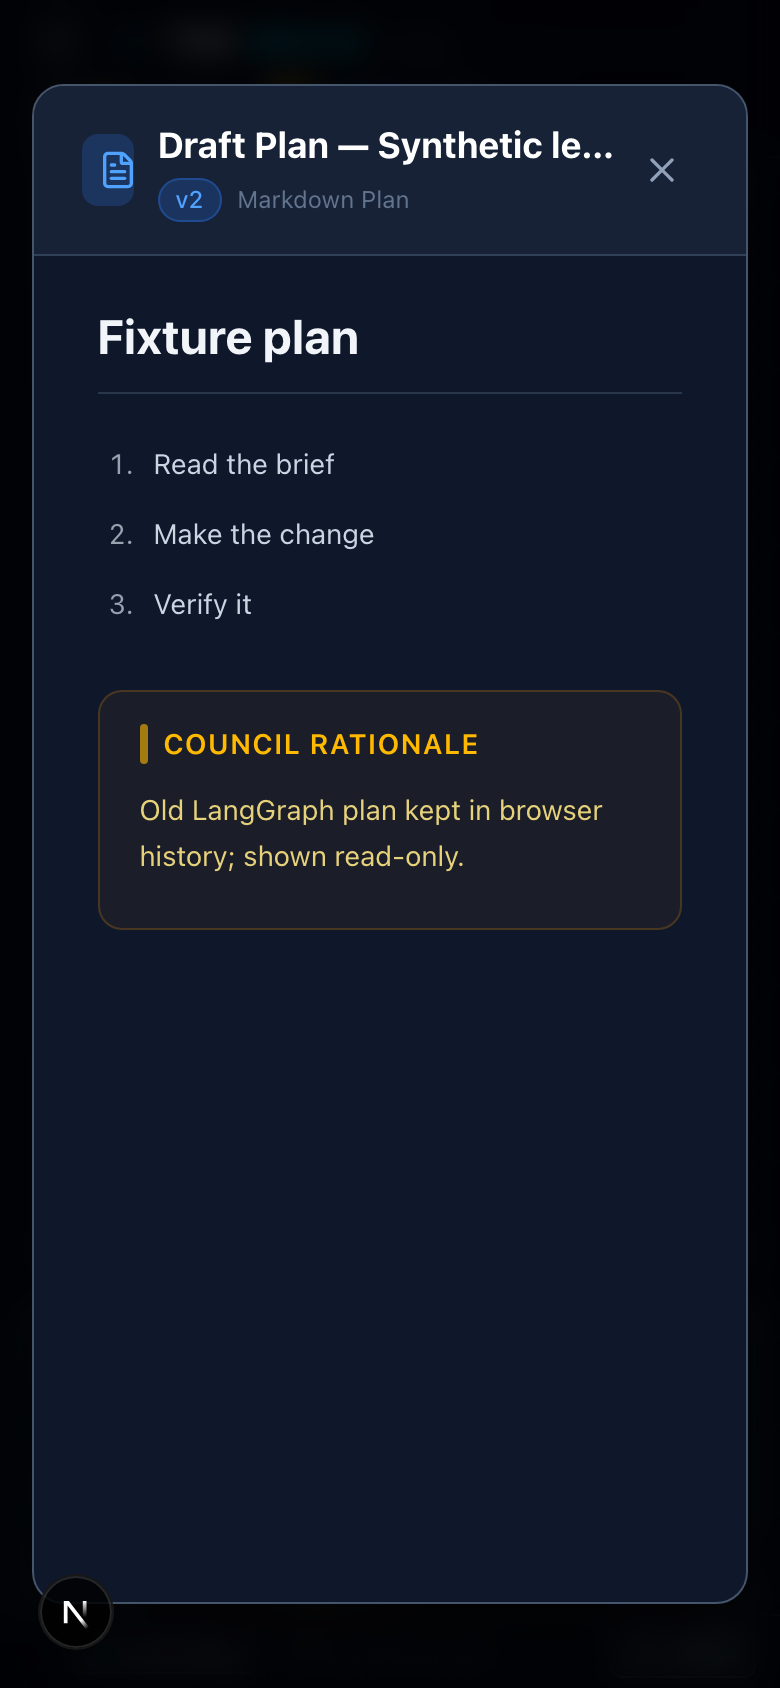 Draft Plan — Synthetic le...
v2 Markdown Plan
Fixture plan
1. Read the brief
2. Make the change
3. Verify it
COUNCIL RATIONALE
Old LangGraph plan kept in browser
history; shown read-only.
N